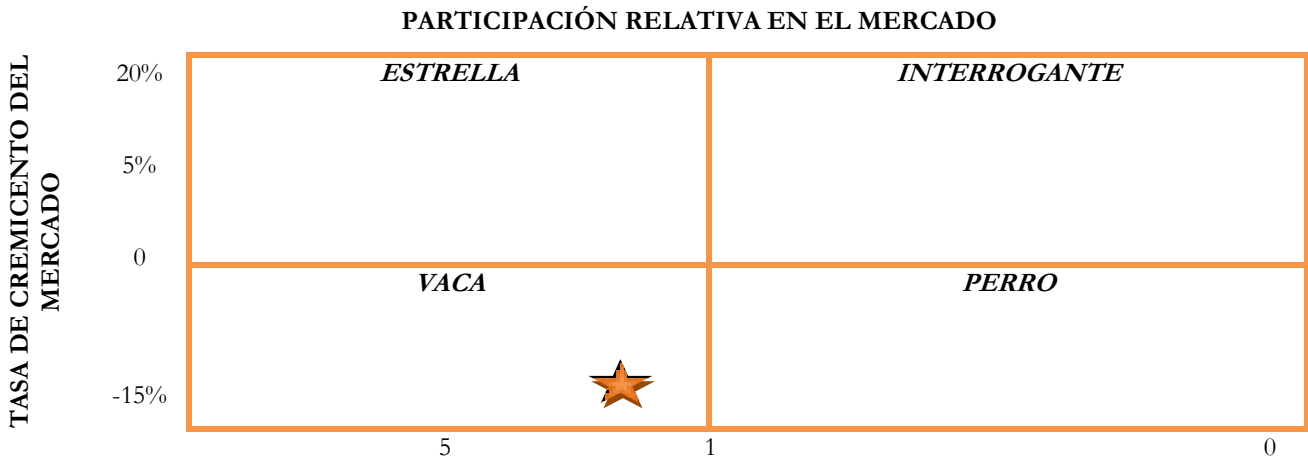 PARTICIPACIÓN RELATIVA EN EL MERCADO
TASA DE CREMICENTO DEL
MERCADO
20%
ESTRELLA
INTERROGANTE
5%
0
VACA
PERRO
-15%
5
1
0